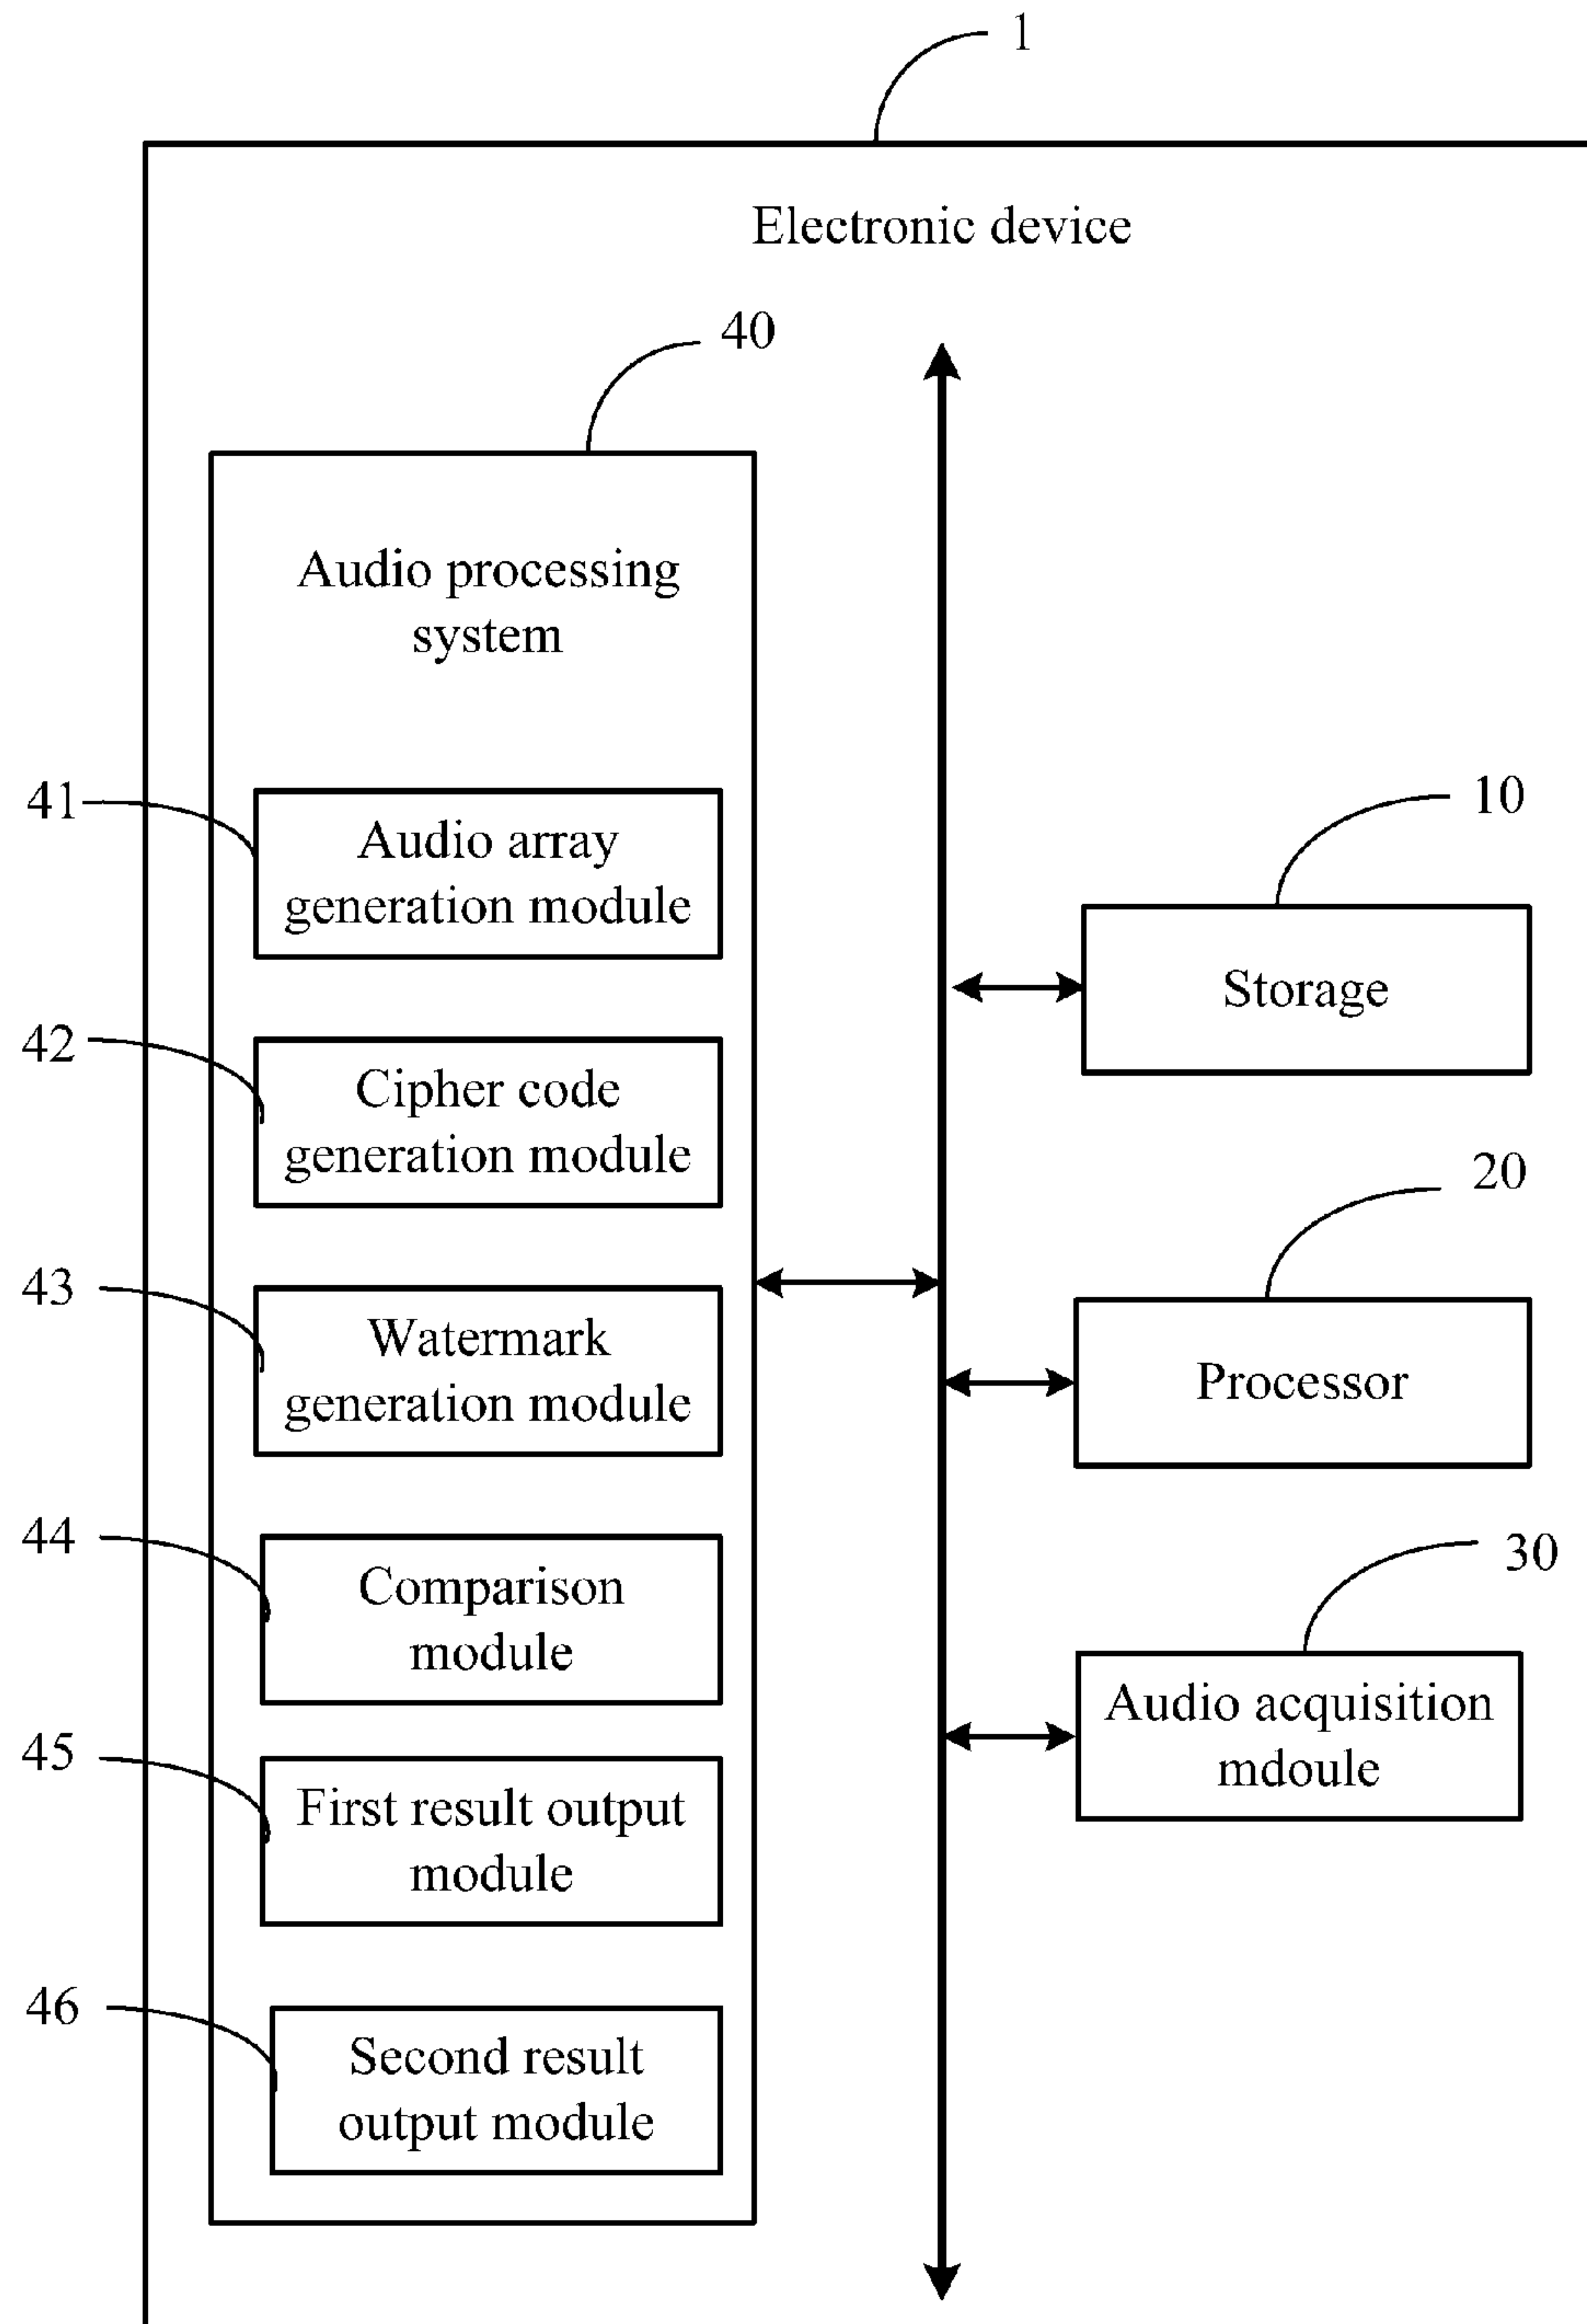 1
Electronic device
40
Audio processing
system
41
Audio array
generation module
10
Storage
42
Cipher code
generation module
20
Processor
43
Watermark
generation module
44
Comparison
module
30
Audio acquisition
mdoule
45
First result output
module
46
Second result
output module